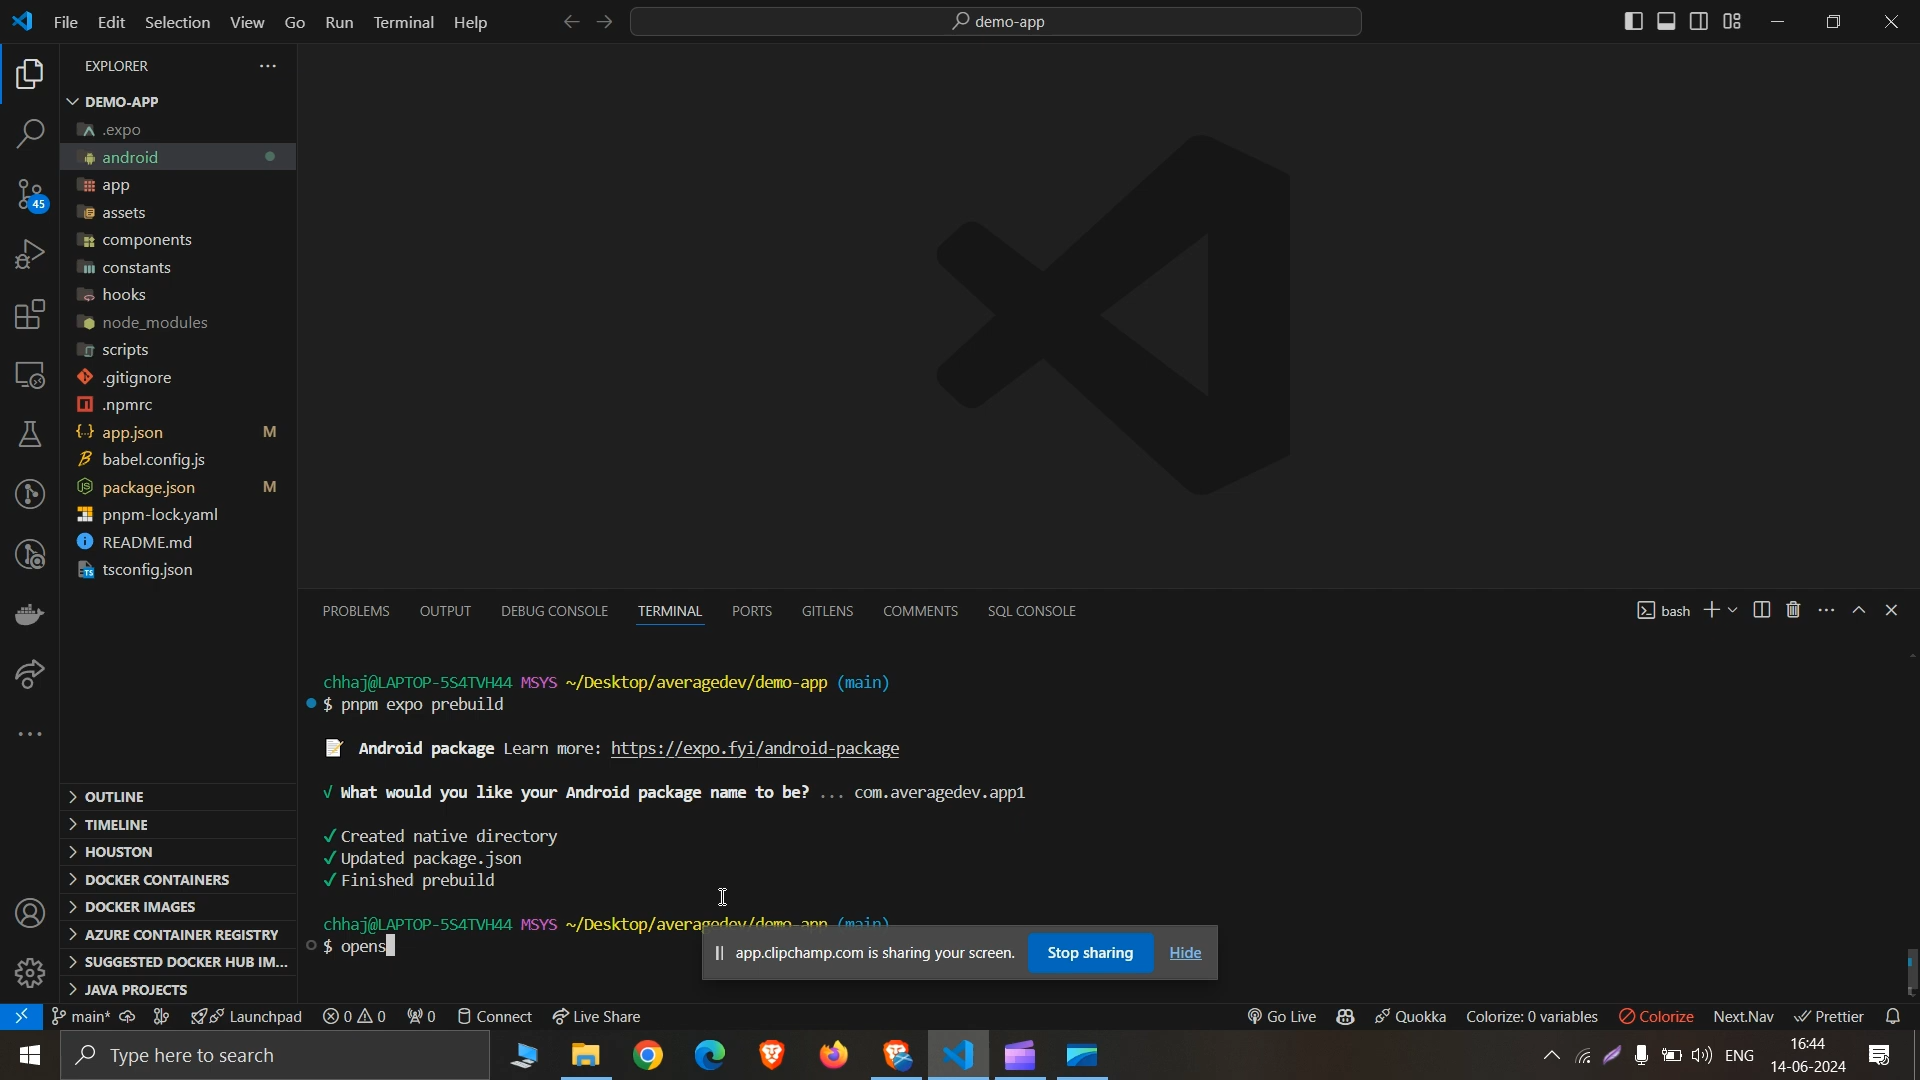 File Edit Selection View Go Run Terminal Help
demo-app
EXPLORER
DEMO-APP
.expo
android
app
assets
components
constants
hooks
node_modules
scripts
.gitignore
.npmrc
app.json M
babel.config.js
package.json M
pnpm-lock.yaml
README.md
tsconfig.json
45
OUTLINE
TIMELINE
HOUSTON
DOCKER CONTAINERS
DOCKER IMAGES
AZURE CONTAINER REGISTRY
SUGGESTED DOCKER HUB IM...
JAVA PROJECTS
PROBLEMS OUTPUT DEBUG CONSOLE TERMINAL PORTS GITLENS COMMENTS SQL CONSOLE
bash
chhaj@LAPTOP-5S4TVH44 MSYS ~/Desktop/averagedev/demo-app (main)
$ pnpm expo prebuild
Android package Learn more: https://expo.fyi/android-package
√ What would you like your Android package name to be? ... com.averagedev.app1
✓ Created native directory
✓ Updated package.json
✓ Finished prebuild
chhaj@LAPTOP-5S4TVH44 MSYS ~/Desktop/averagedev/demo-app (main)
$ opens
app.clipchamp.com is sharing your screen. Stop sharing Hide
main* Launchpad 0 0 0 Connect Live Share Go Live Quokka Colorize: 0 variables Colorize Next.Nav Prettier
Type here to search
ENG
16:44
14-06-2024